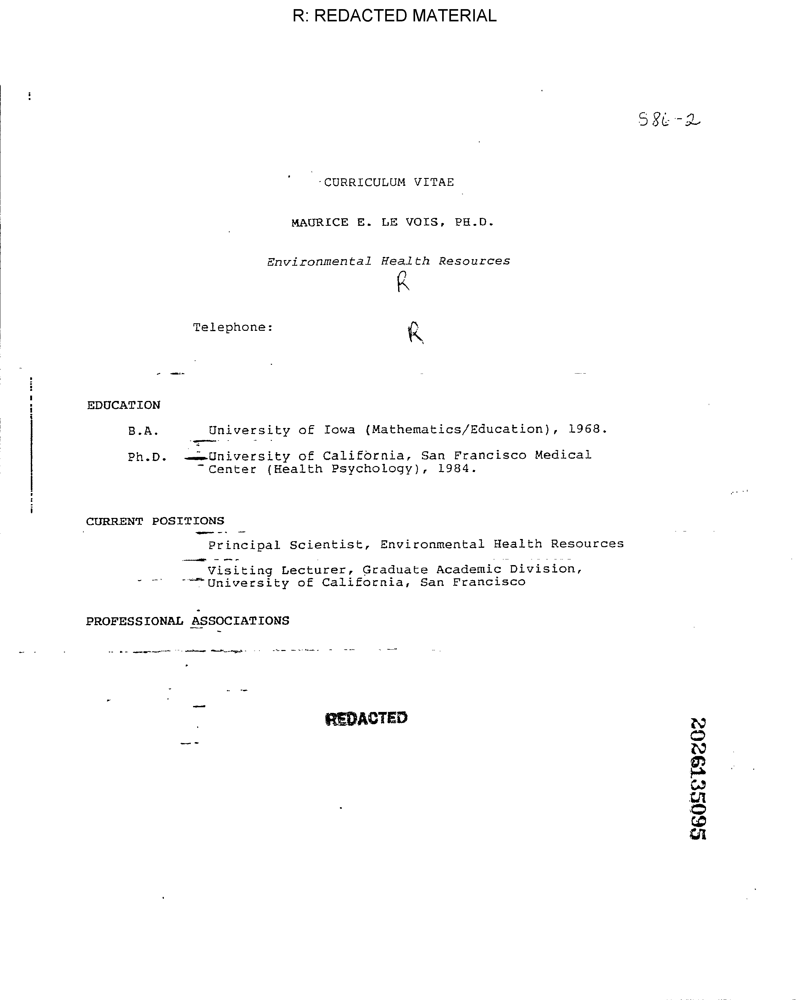 R: REDACTED MATERIAL
S86-2
CURRICULUM VITAE
MAURICE E. LE VOIS, PH.D.
Environmental Health Resources
R
Telephone: R
EDUCATION
B.A. University of Iowa (Mathematics/Education), 1968.
Ph.D. University of California, San Francisco Medical
Center (Health Psychology), 1984.
CURRENT POSITIONS
Principal Scientist, Environmental Health Resources
Visiting Lecturer, Graduate Academic Division,
University of California, San Francisco
PROFESSIONAL ASSOCIATIONS
REDACTED
2026135095